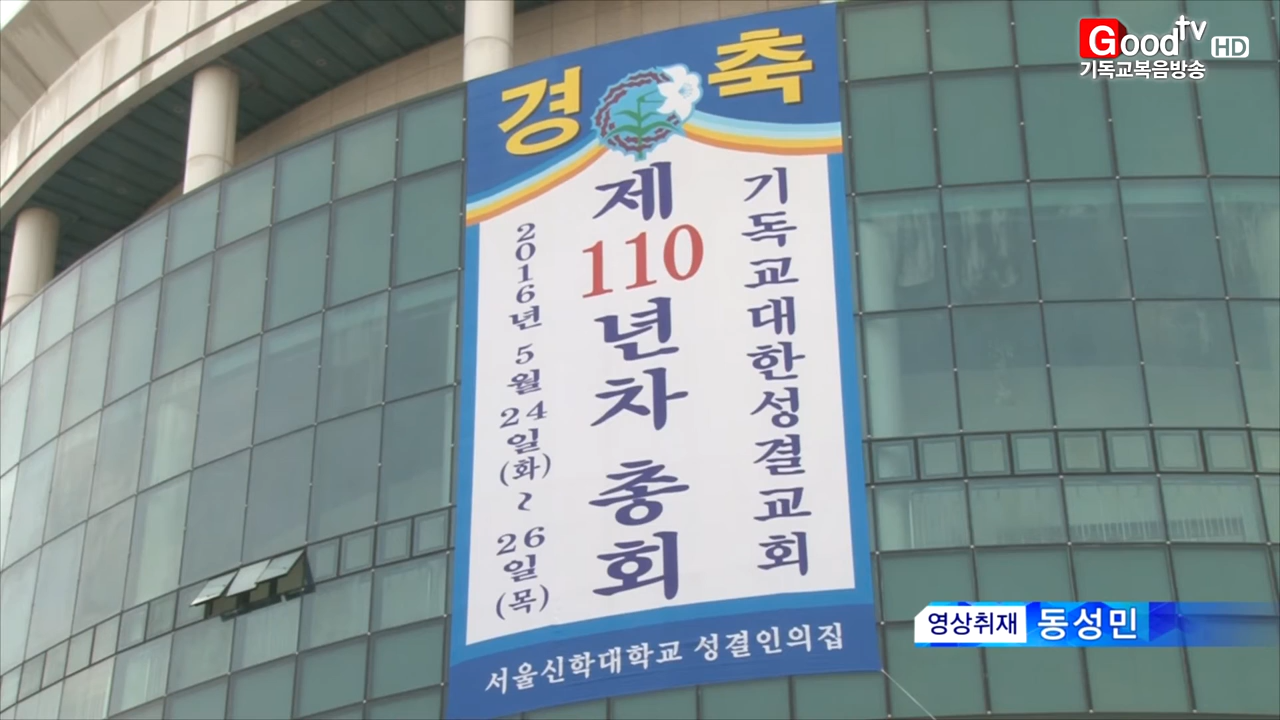 Good tv HD
기독교복음방송
경축
기독교대한성결교회
제110년차 총회
2016년 5월 24일(화) ~ 26일(목)
서울신학대학교 성결인의집
영상취재 동성민